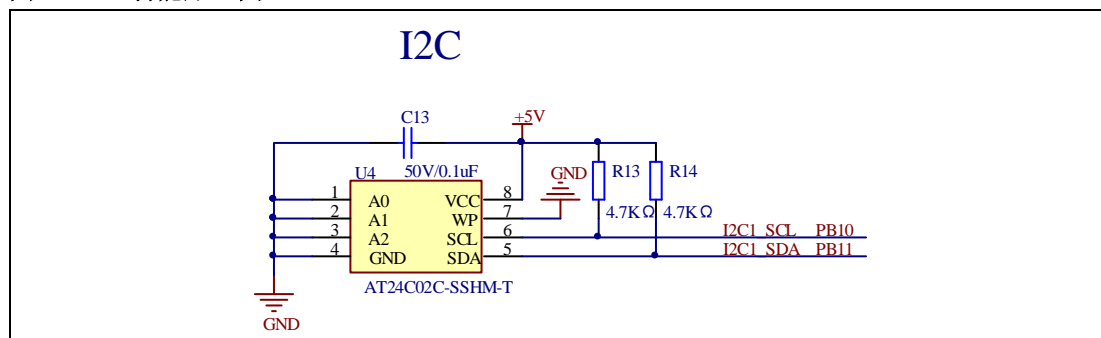 I2C
C13
+5V
U4
50V/0.1uF
GND
R13
R14
1
A0
VCC
8
2
A1
WP
7
4.7KΩ
4.7KΩ
3
A2
SCL
6
I2C1_SCL
PB10
4
GND
SDA
5
I2C1_SDA
PB11
AT24C02C-SSHM-T
GND